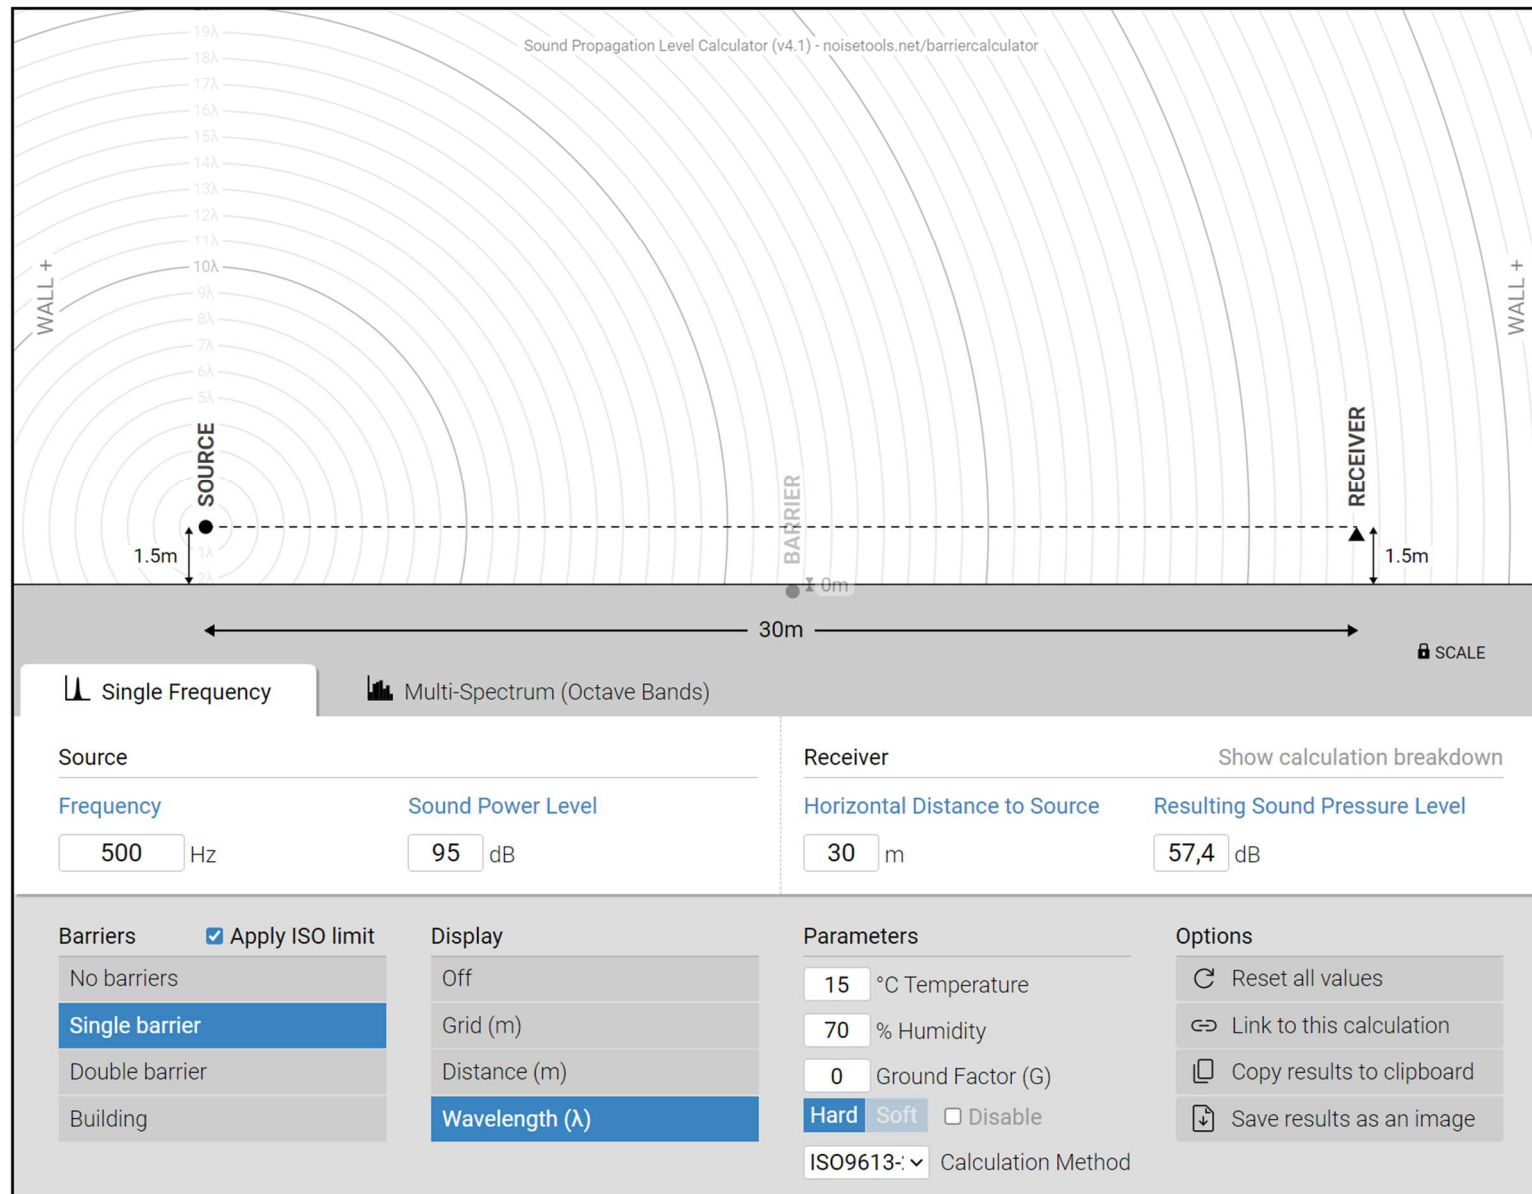 Sound Propagation Level Calculator (v4.1) - noisetools.net/barriercalculator
19λ
18λ
17λ
16λ
15λ
14λ
13λ
12λ
11λ
10λ
9λ
8λ
7λ
6λ
5λ
1λ
2λ
WALL +
WALL +
SOURCE
BARRIER
RECEIVER
1.5m
1.5m
0m
30m
SCALE
Single Frequency
Multi-Spectrum (Octave Bands)
Source
Frequency
Sound Power Level
500 Hz
95 dB
Receiver
Show calculation breakdown
Horizontal Distance to Source
Resulting Sound Pressure Level
30 m
57,4 dB
Barriers
Apply ISO limit
No barriers
Single barrier
Double barrier
Building
Display
Off
Grid (m)
Distance (m)
Wavelength (λ)
Parameters
15 °C Temperature
70 % Humidity
0 Ground Factor (G)
Hard Soft Disable
ISO9613-: Calculation Method
Options
Reset all values
Link to this calculation
Copy results to clipboard
Save results as an image